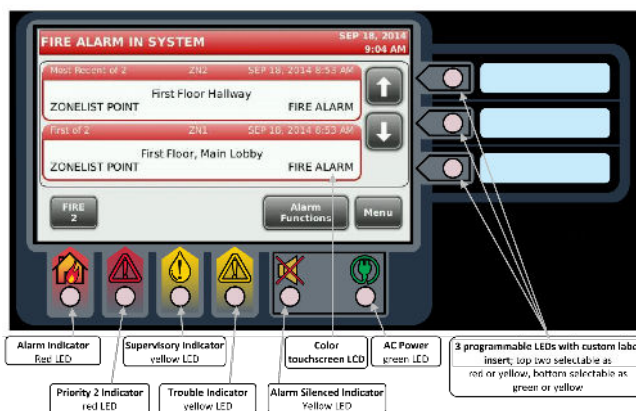 FIRE ALARM IN SYSTEM
SEP 18, 2014
9:04 AM
Most Recent of 2 ZN2 SEP 18, 2014 8:53 AM
First Floor Hallway
ZONELIST POINT FIRE ALARM
First of 2 ZN1 SEP 18, 2014 8:53 AM
First Floor, Main Lobby
ZONELIST POINT FIRE ALARM
FIRE
2
Alarm
Functions
Menu
Alarm Indicator
Red LED
Supervisory Indicator
yellow LED
Color
touchscreen LCD
AC Power
green LED
3 programmable LEDs with custom label
insert; top two selectable as
red or yellow, bottom selectable as
green or yellow
Priority 2 Indicator
red LED
Trouble Indicator
yellow LED
Alarm Silenced Indicator
Yellow LED